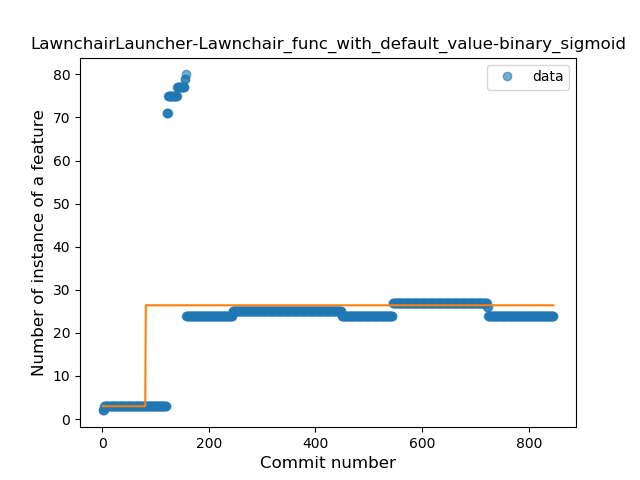 LawnchairLauncher-Lawnchair_func_with_default_value-binary_sigmoid
data
80
70
60
50
40
30
20
10
0
Number of instance of a feature
0 200 400 600 800
Commit number